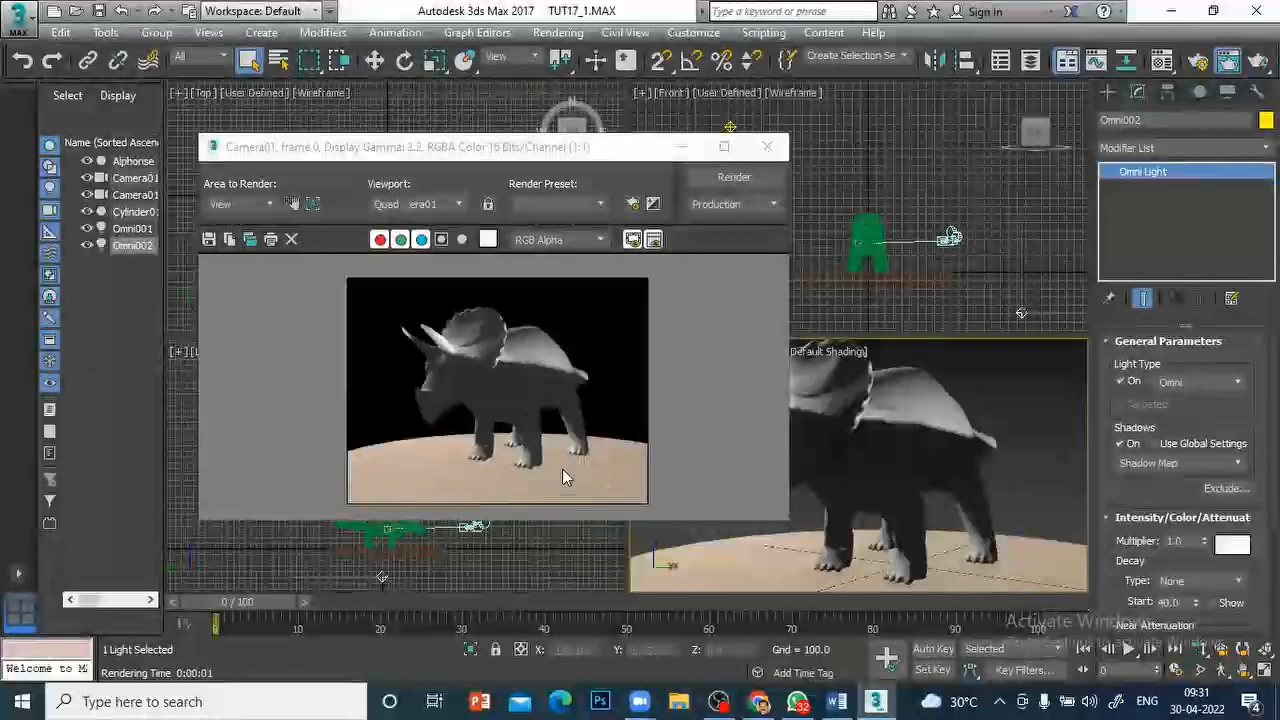 MAX
Workspace: Default
Autodesk 3ds Max 2017 TUT17_1.MAX
Type a keyword or phrase
Sign In
Edit Tools Group Views Create Modifiers Animation Graph Editors Rendering Civil View Customize Scripting Content Help
All
View
Create Selection Se
Select Display
[+] [Top] [User Defined] [Wireframe]
[+] [Front] [User Defined] [Wireframe]
Omni002
Name (Sorted Ascen
Alphonse
Camera01
Camera01
Cylinder01
Omni001
Omni002
Camera01, frame 0, Display Gamma: 2.2, RGBA Color 16 Bits/Channel (1:1)
Area to Render:
Viewport:
Render Preset:
Render
View
Quad
era01
Production
RGB Alpha
Modifier List
Omni Light
Default Shading]
General Parameters
Light Type
On
Omni
Targeted
Shadows
On
Use Global Settings
Shadow Map
Exclude...
Intensity/Color/Attenuat
Multiplier: 1.0
Decay
Type: None
Start: 40.0
Show
Near Attenuation
0 / 100
0 10 20 30 40 50 60 70 80 90 100
Activate Wind
1 Light Selected
X:
Y:
Z:
Grid = 100.0
Auto Key
Selected
Welcome to M
Rendering Time 0:00:01
Add Time Tag
Set Key
Key Filters...
0
Type here to search
32
30°C
ENG
09:31
30-04-2022
4